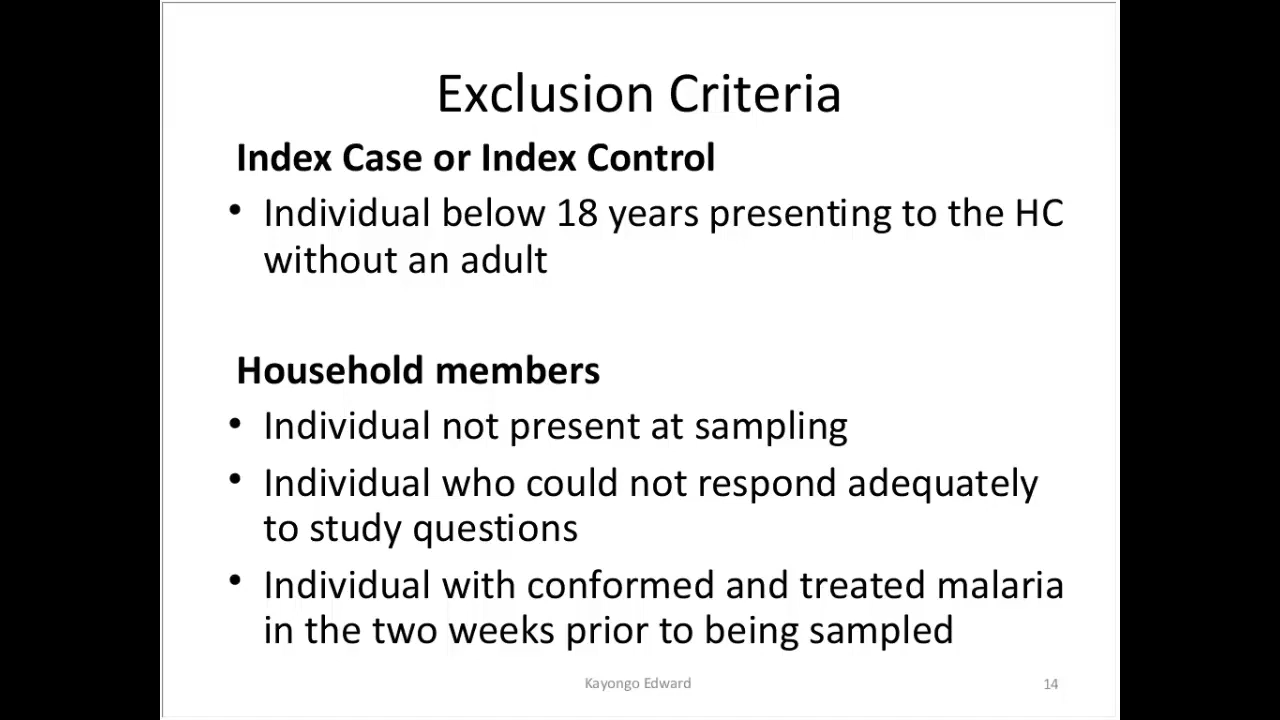 Exclusion Criteria
Index Case or Index Control
• Individual below 18 years presenting to the HC
without an adult
Household members
• Individual not present at sampling
• Individual who could not respond adequately
to study questions
• Individual with conformed and treated malaria
in the two weeks prior to being sampled
Kayongo Edward
14